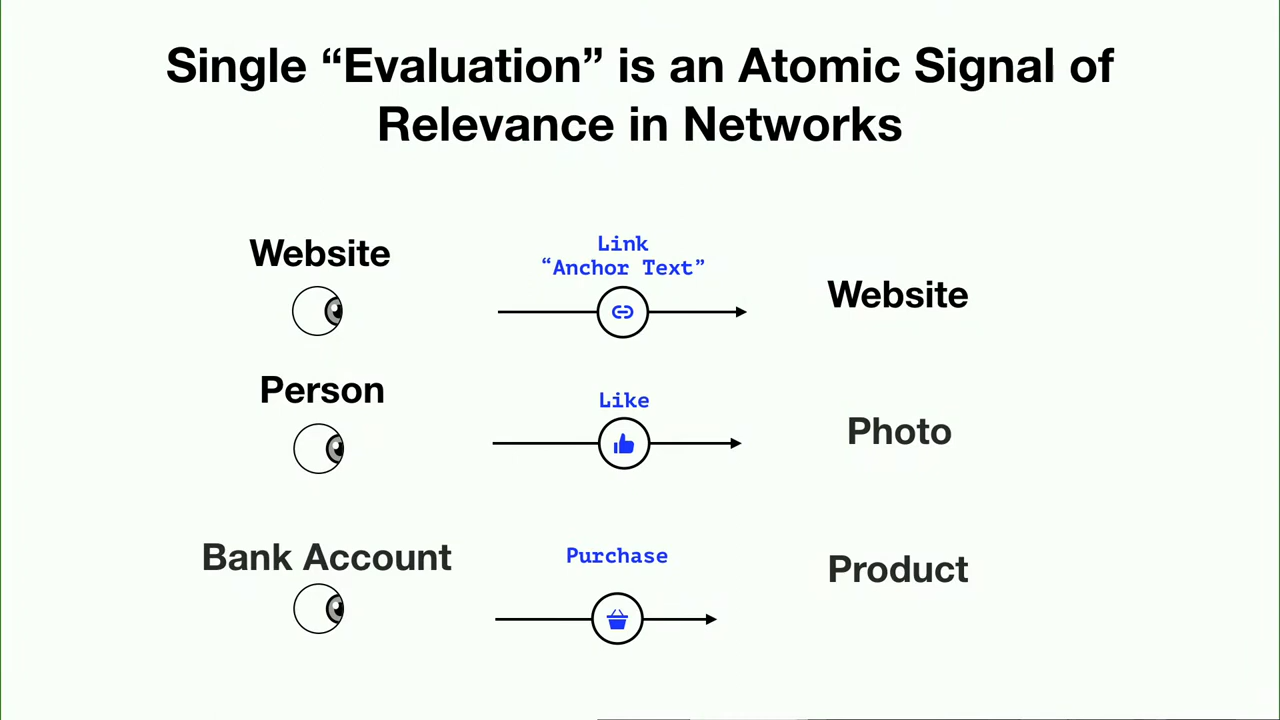 Single “Evaluation” is an Atomic Signal of
Relevance in Networks
Website
Link
“Anchor Text”
Website
Person
Like
Photo
Bank Account
Purchase
Product